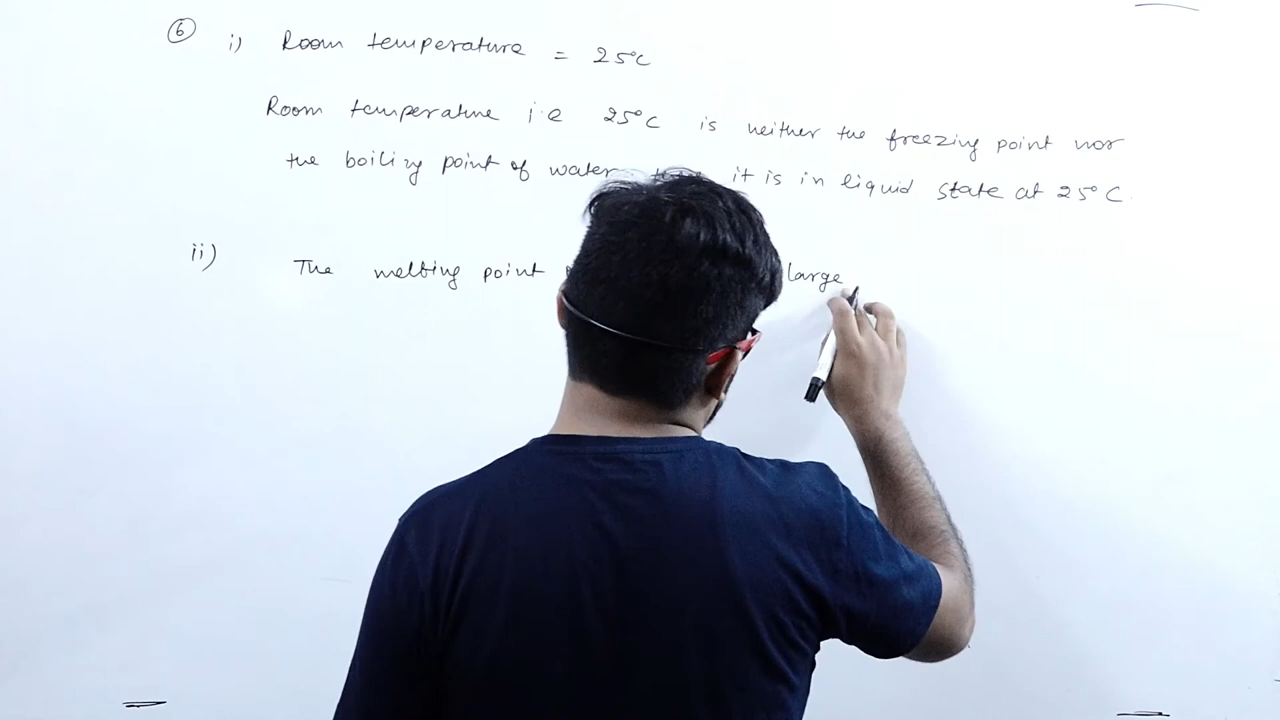 6 i) Room temperature = 25°C
Room temperature i.e 25°C is neither the freezing point nor
the boiling point of water it is in liquid state at 25°C.
ii) The melting point large